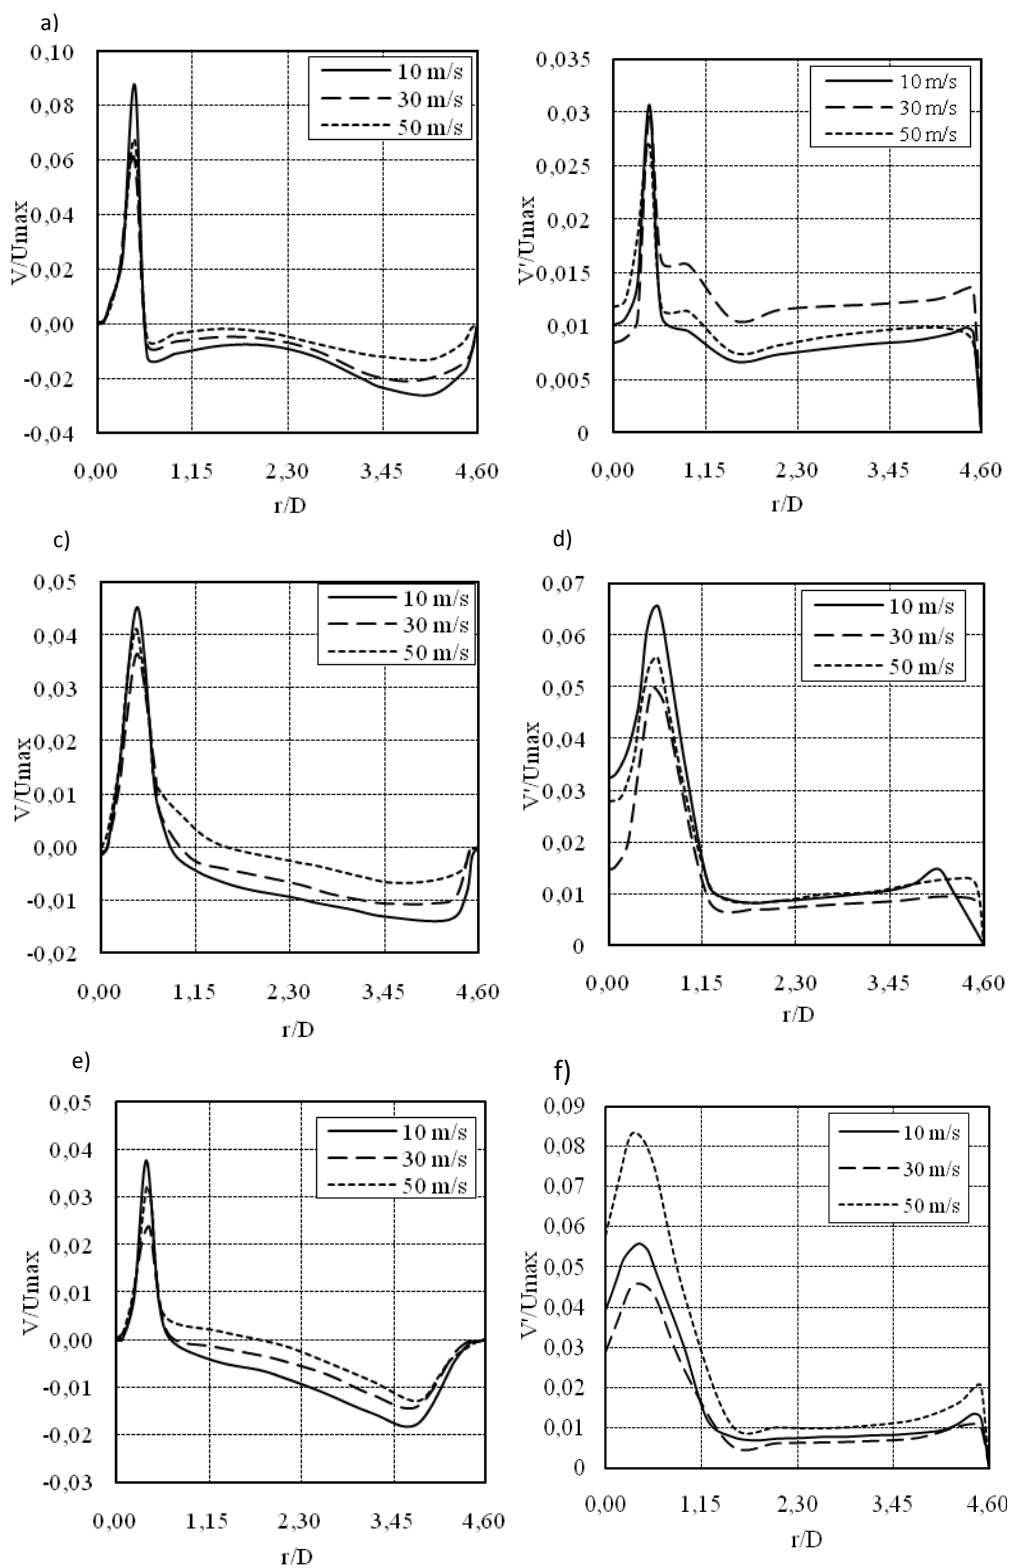 a)
0,10
0,08
0,06
0,04
0,02
0,00
-0,02
-0,04
V/Umax
10 m/s
30 m/s
50 m/s
0,00 1,15 2,30 3,45 4,60
r/D
0,035
0,03
0,025
0,02
0,015
0,01
0,005
0
V'/Umax
10 m/s
30 m/s
50 m/s
0,00 1,15 2,30 3,45 4,60
r/D
c)
0,05
0,04
0,03
0,02
0,01
0,00
-0,01
-0,02
V/Umax
10 m/s
30 m/s
50 m/s
0,00 1,15 2,30 3,45 4,60
r/D
d)
0,07
0,06
0,05
0,04
0,03
0,02
0,01
0
V'/Umax
10 m/s
30 m/s
50 m/s
0,00 1,15 2,30 3,45 4,60
r/D
e)
0,05
0,04
0,03
0,02
0,01
0,00
-0,01
-0,02
-0,03
V/Umax
10 m/s
30 m/s
50 m/s
0,00 1,15 2,30 3,45 4,60
r/D
f)
0,09
0,08
0,07
0,06
0,05
0,04
0,03
0,02
0,01
0
V'/Umax
10 m/s
30 m/s
50 m/s
0,00 1,15 2,30 3,45 4,60
r/D